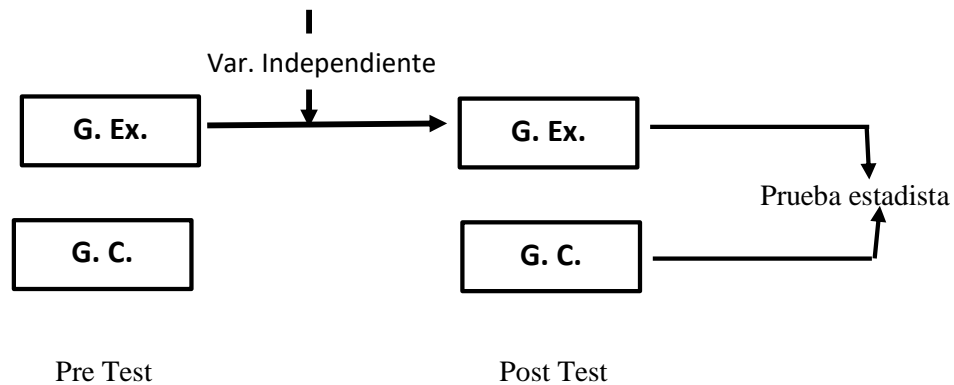 Var. Independiente
G. Ex.
G. Ex.
Prueba estadista
G. C.
G. C.
Pre Test
Post Test